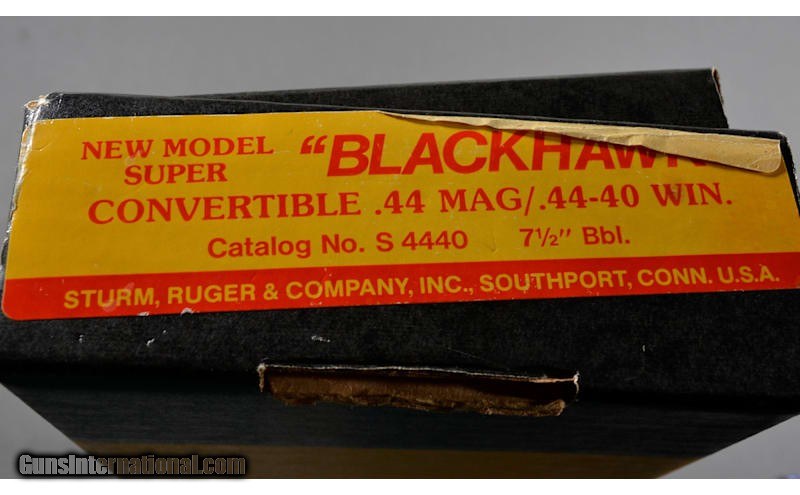 NEW MODEL SUPER "BLACKHAWK
CONVERTIBLE .44 MAG/.44-40 WIN.
Catalog No. S 4440 7½" Bbl.
STURM, RUGER & COMPANY, INC., SOUTHPORT, CONN. U.S.A.
GunsInternational.com